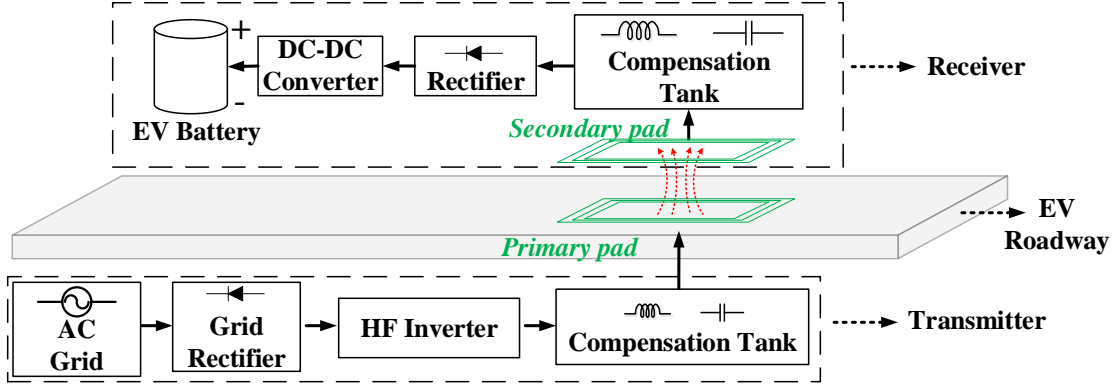 +
DC-DC
Converter
Rectifier
Compensation
Tank
Receiver
-
EV Battery
Secondary pad
EV
Roadway
Primary pad
AC
Grid
Grid
Rectifier
HF Inverter
Compensation Tank
Transmitter